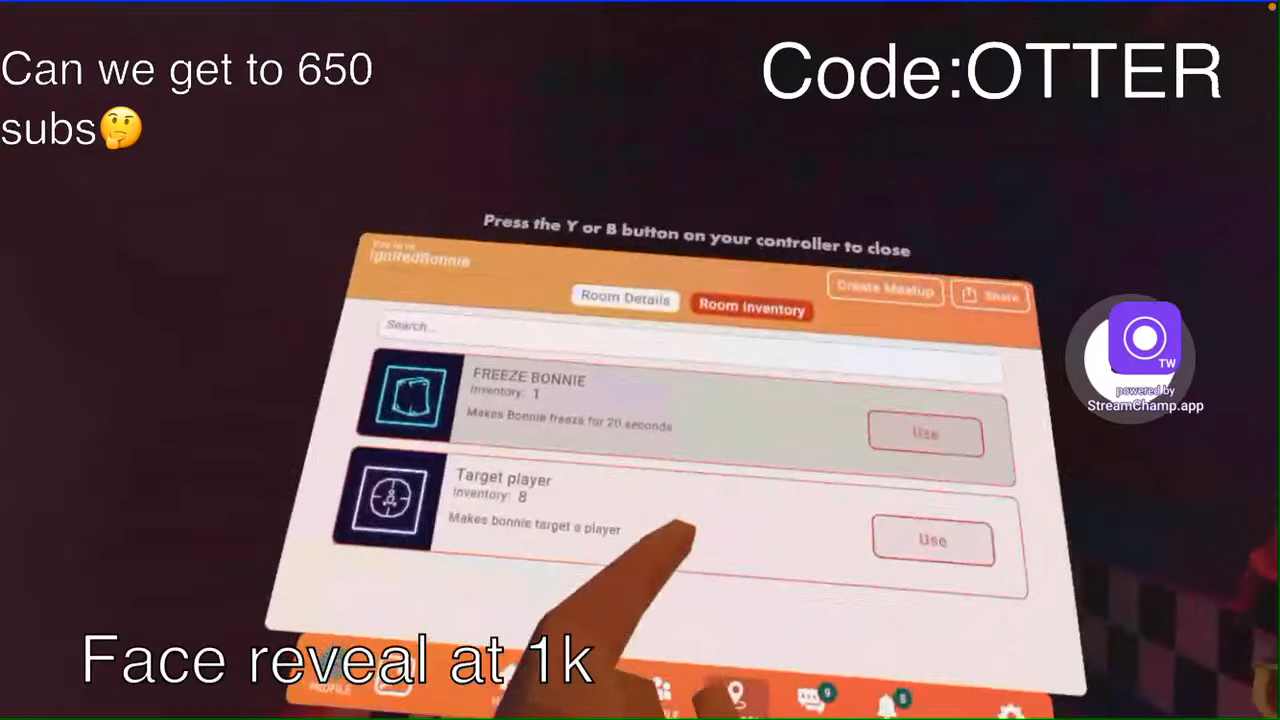 Can we get to 650
subs🤔
Code:OTTER
Press the Y or B button on your controller to close
Create Meetup
Share
Room Details
Room Inventory
Search...
FREEZE BONNIE
Inventory: 1
Makes Bonnie freeze for 20 seconds
Use
Target player
Inventory: 8
Makes bonnie target a player
Use
TW
powered by
StreamChamp.app
Face reveal at 1k
PROFILE
9